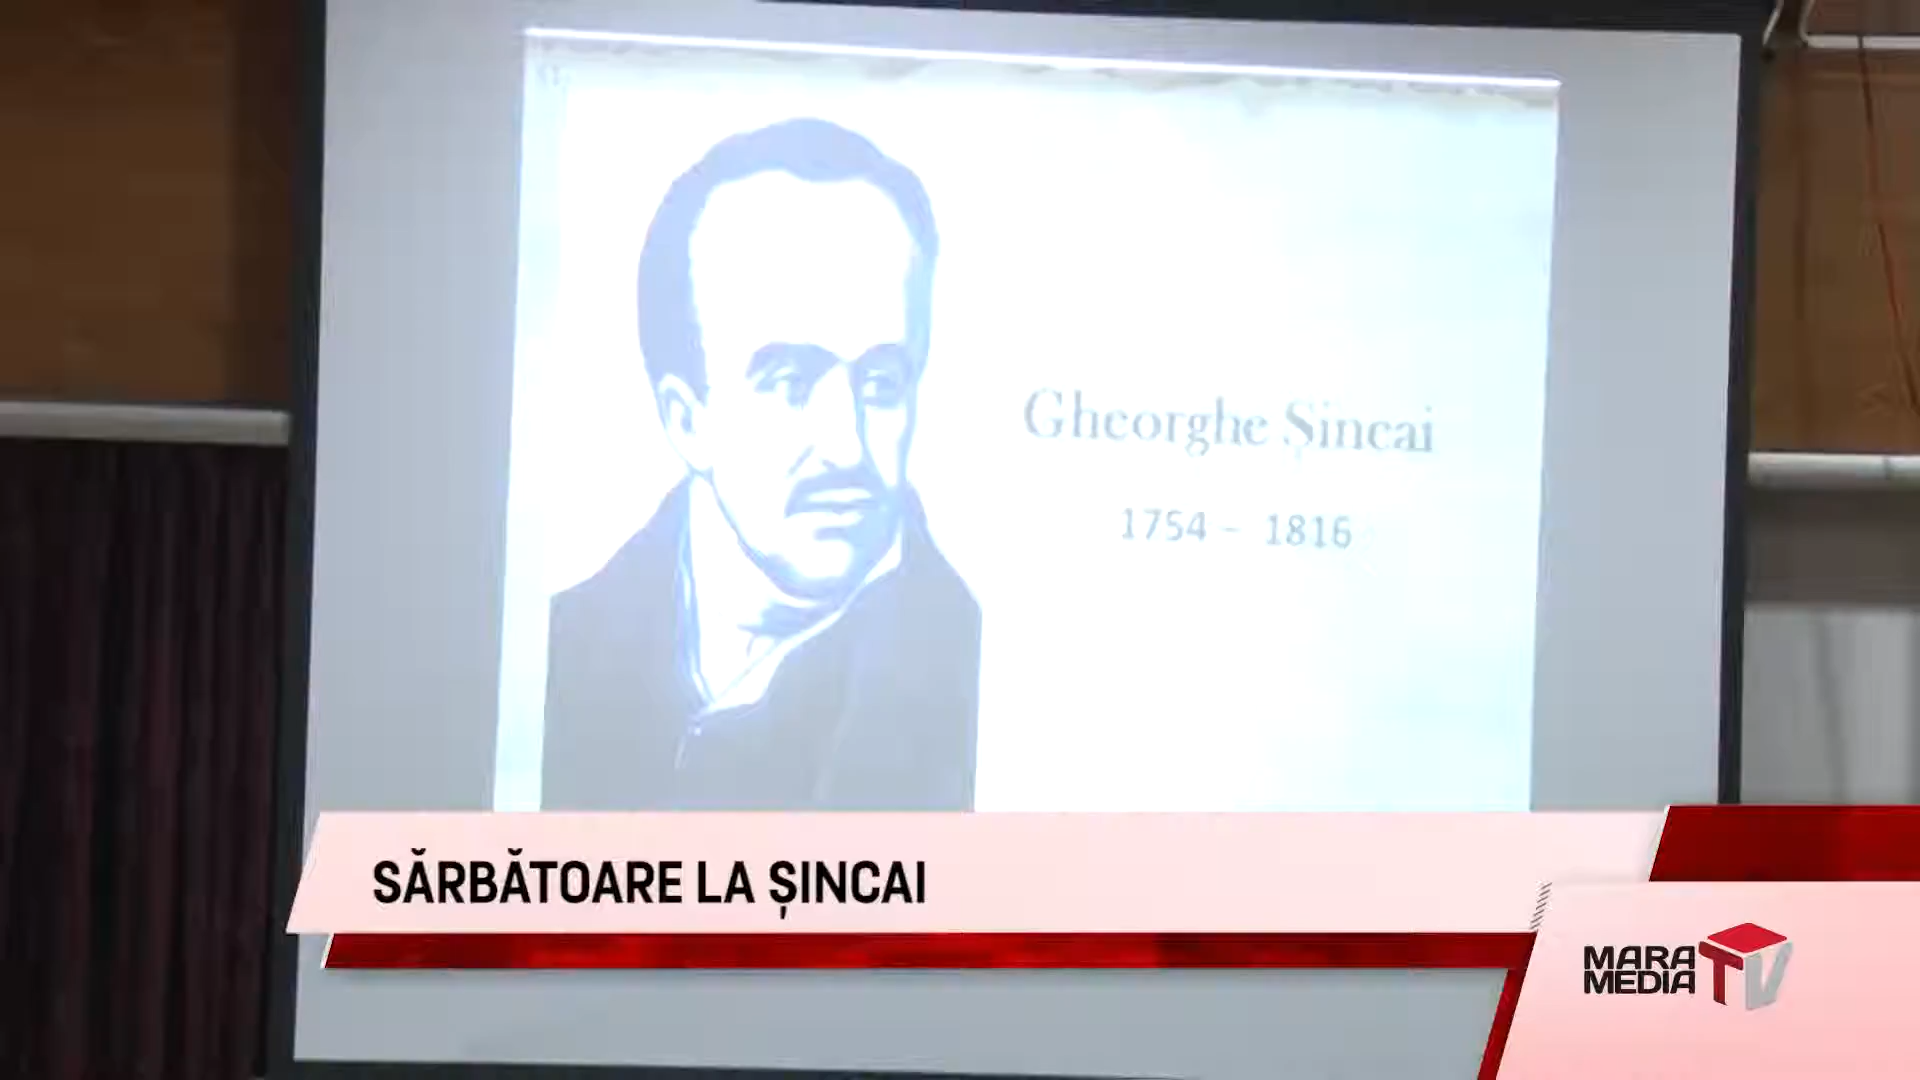 Gheorghe Șincai
1754 - 1816
SĂRBĂTOARE LA ȘINCAI
MARA
MEDIA
TV